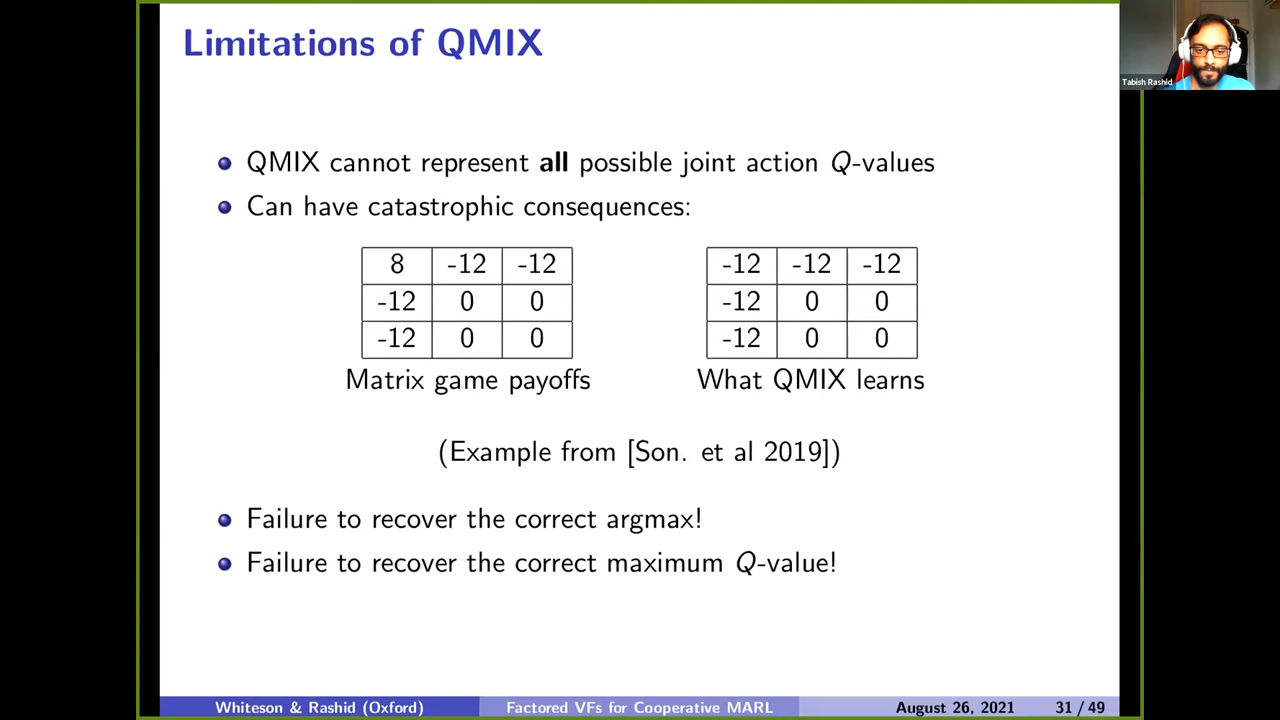 Limitations of QMIX
Tabish Rashid
QMIX cannot represent all possible joint action Q-values
Can have catastrophic consequences:
8 -12 -12
-12 0 0
-12 0 0
Matrix game payoffs
-12 -12 -12
-12 0 0
-12 0 0
What QMIX learns
(Example from [Son. et al 2019])
Failure to recover the correct argmax!
Failure to recover the correct maximum Q-value!
Whiteson & Rashid (Oxford) Factored VFs for Cooperative MARL August 26, 2021 31 / 49